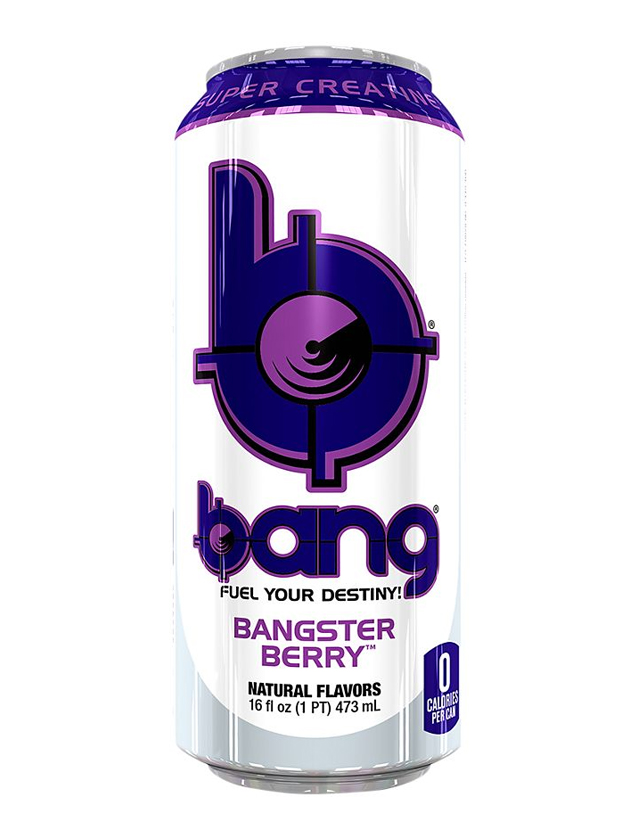 SUPER CREATINE
b®
bang®
FUEL YOUR DESTINY!
BANGSTER
BERRY™
NATURAL FLAVORS
16 fl oz (1 PT) 473 mL
0
CALORIES
PER CAN